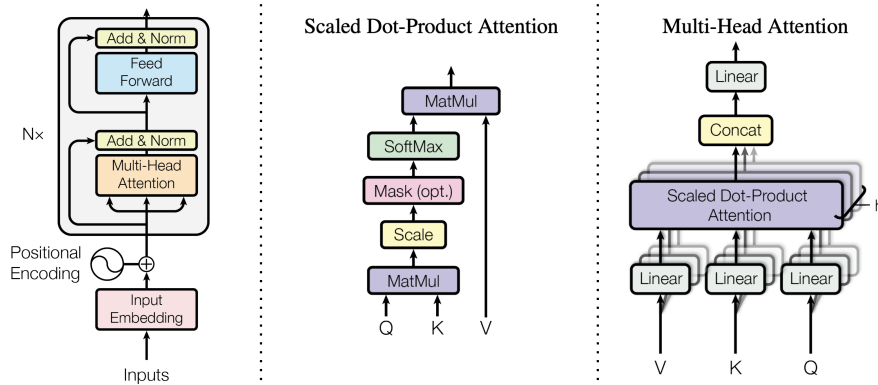 Add & Norm
Feed
Forward
N×
Add & Norm
Multi-Head
Attention
Positional
Encoding
Input
Embedding
Inputs
Scaled Dot-Product Attention
MatMul
SoftMax
Mask (opt.)
Scale
MatMul
Q K V
Multi-Head Attention
Linear
Concat
Scaled Dot-Product
Attention
h
Linear Linear Linear
V K Q